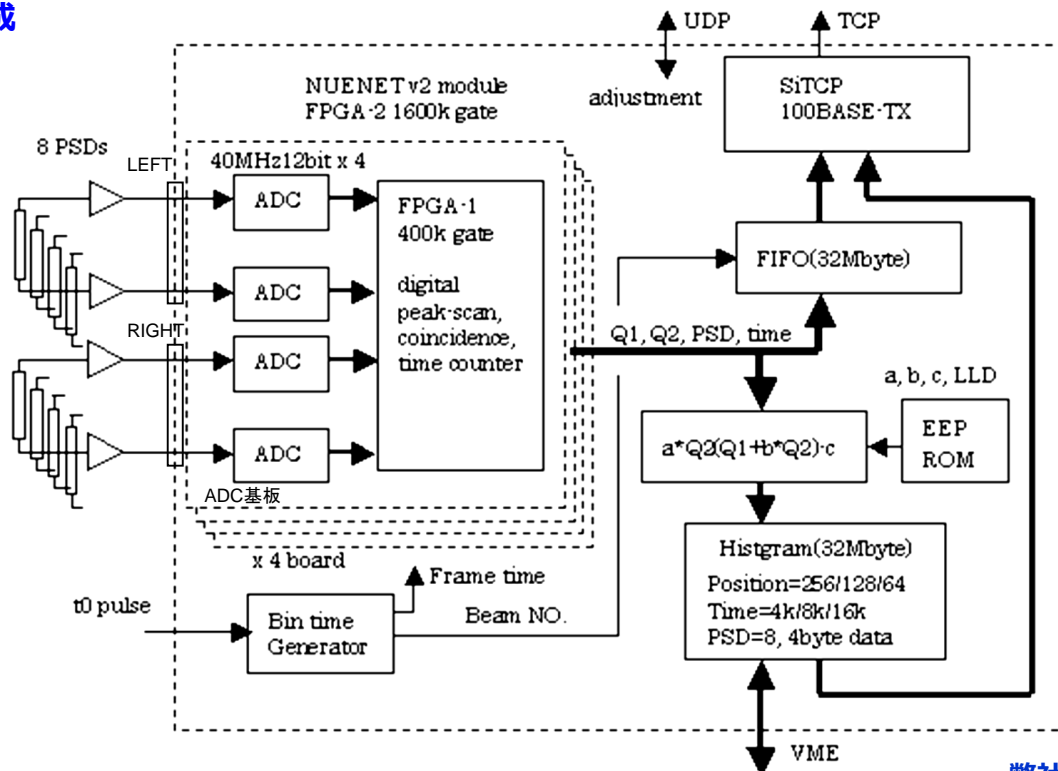 成
UDP
TCP
NUENETv2 module
FPGA-2 1600k gate
adjustment
SiTCP
100BASE-TX
8 PSDs
LEFT
40MHz12bit x 4
ADC
FPGA-1
400k gate
FIFO(32Mbyte)
ADC
digital
peak-scan,
coincidence,
time counter
RIGHT
ADC
Q1, Q2, PSD, time
a, b, c, LLD
ADC
a*Q2(Q1+b*Q2)-c
EEP
ROM
ADC基板
x 4 board
Histgram(32Mbyte)
Position=256/128/64
Time=4k/8k/16k
PSD=8, 4byte data
Frame time
t0 pulse
Bin time
Generator
Beam NO.
VME